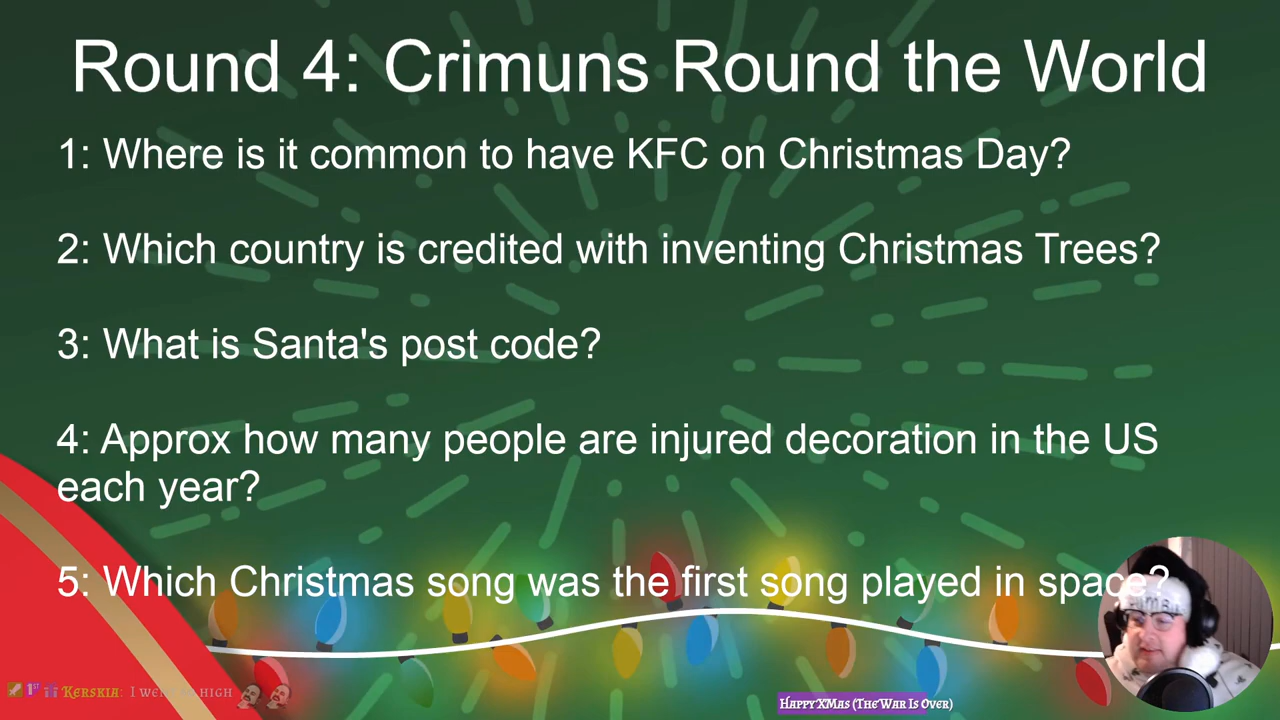 Round 4: Crimuns Round the World
1: Where is it common to have KFC on Christmas Day?
2: Which country is credited with inventing Christmas Trees?
3: What is Santa's post code?
4: Approx how many people are injured decoration in the US
each year?
5: Which Christmas song was the first song played in space?
1st Kerskia: I went high
Happy XMas (The War Is Over)